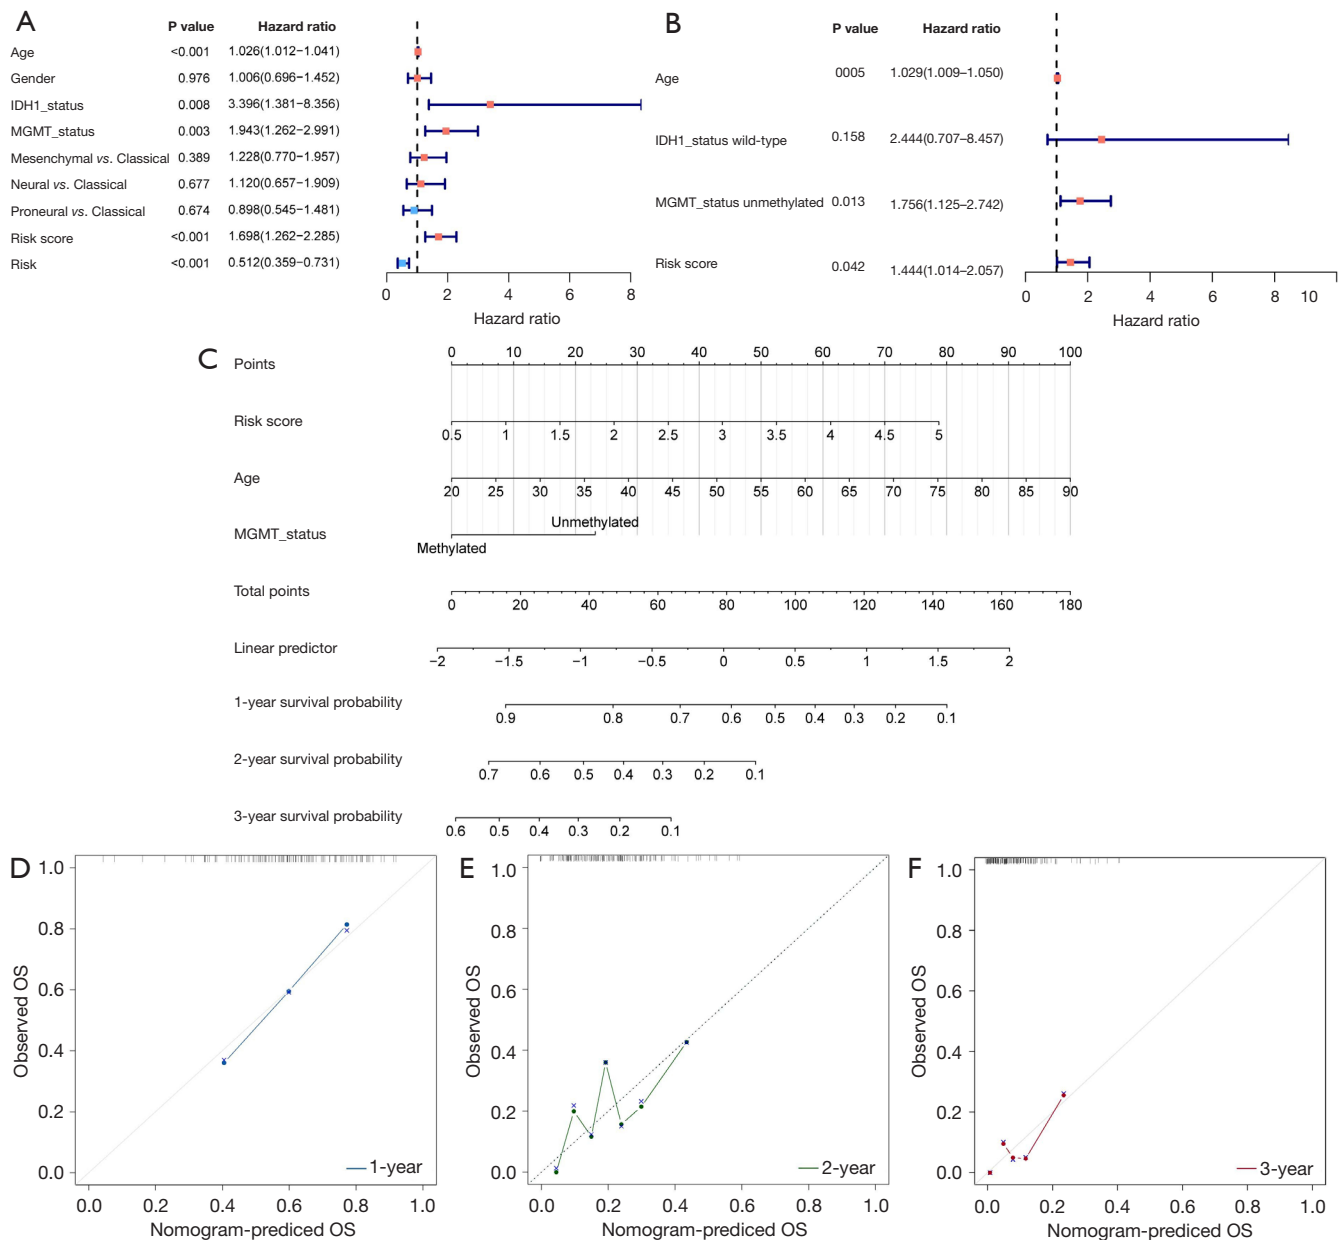 A
P value Hazard ratio
Age <0.001 1.026(1.012−1.041)
Gender 0.976 1.006(0.696−1.452)
IDH1_status 0.008 3.396(1.381−8.356)
MGMT_status 0.003 1.943(1.262−2.991)
Mesenchymal vs. Classical 0.389 1.228(0.770−1.957)
Neural vs. Classical 0.677 1.120(0.657−1.909)
Proneural vs. Classical 0.674 0.898(0.545−1.481)
Risk score <0.001 1.698(1.262−2.285)
Risk <0.001 0.512(0.359−0.731)
0 2 4 6 8
Hazard ratio
B
P value Hazard ratio
Age 0005 1.029(1.009–1.050)
IDH1_status wild-type 0.158 2.444(0.707-8.457)
MGMT_status unmethylated 0.013 1.756(1.125–2.742)
Risk score 0.042 1.444(1.014–2.057)
0 2 4 6 8 10
Hazard ratio
C
Points 0 10 20 30 40 50 60 70 80 90 100
Risk score 0.5 1 1.5 2 2.5 3 3.5 4 4.5 5
Age 20 25 30 35 40 45 50 55 60 65 70 75 80 85 90
Unmethylated
MGMT_status
Methylated
Total points 0 20 40 60 80 100 120 140 160 180
Linear predictor −2 −1.5 −1 −0.5 0 0.5 1 1.5 2
1-year survival probability 0.9 0.8 0.7 0.6 0.5 0.4 0.3 0.2 0.1
2-year survival probability 0.7 0.6 0.5 0.4 0.3 0.2 0.1
3-year survival probability 0.6 0.5 0.4 0.3 0.2 0.1
D
1.0
0.8
0.6
0.4
0.2
0.0
Observed OS
1-year
0.0 0.2 0.4 0.6 0.8 1.0
Nomogram-prediced OS
E
1.0
0.8
0.6
0.4
0.2
0.0
Observed OS
2-year
0.0 0.2 0.4 0.6 0.8 1.0
Nomogram-prediced OS
F
1.0
0.8
0.6
0.4
0.2
0.0
Observed OS
3-year
0.0 0.2 0.4 0.6 0.8 1.0
Nomogram-prediced OS